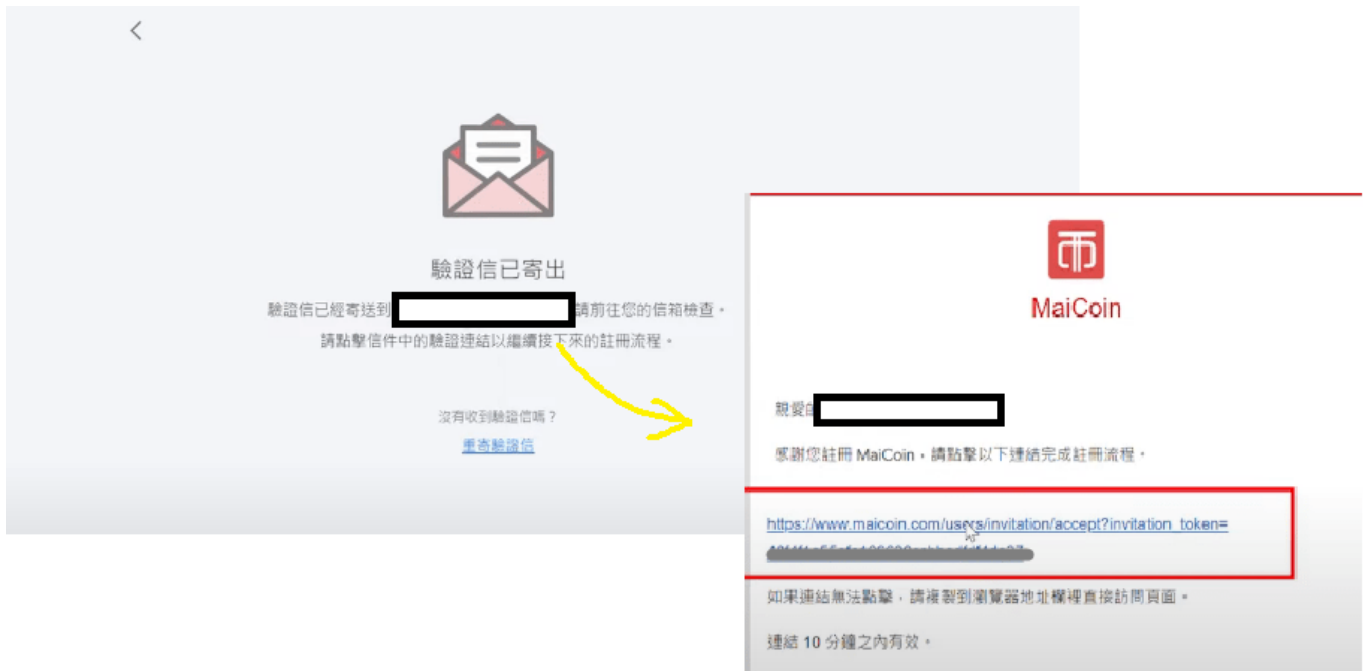 驗證信已寄出
驗證信已經寄送到 請前往您的信箱檢查。
請點擊信件中的驗證連結以繼續接下來的註冊流程。
沒有收到驗證信嗎？
重寄驗證信
币
MaiCoin
親愛的
感謝您註冊 MaiCoin，請點擊以下連結完成註冊流程。
https://www.maicoin.com/users/invitation/accept?invitation_token=
如果連結無法點擊，請複製到瀏覽器地址欄裡直接訪問頁面。
連結 10 分鐘之內有效。